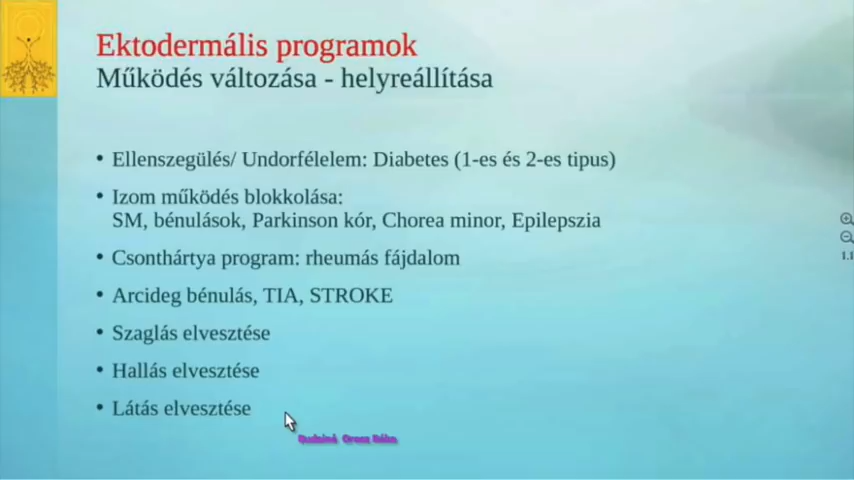 Ektodermális programok
Működés változása - helyreállítása
• Ellenszegülés/ Undorfélelem: Diabetes (1-es és 2-es tipus)
• Izom működés blokkolása:
SM, bénulások, Parkinson kór, Chorea minor, Epilepszia
• Csonthártya program: rheumás fájdalom
• Arcideg bénulás, TIA, STROKE
• Szaglás elvesztése
• Hallás elvesztése
• Látás elvesztése